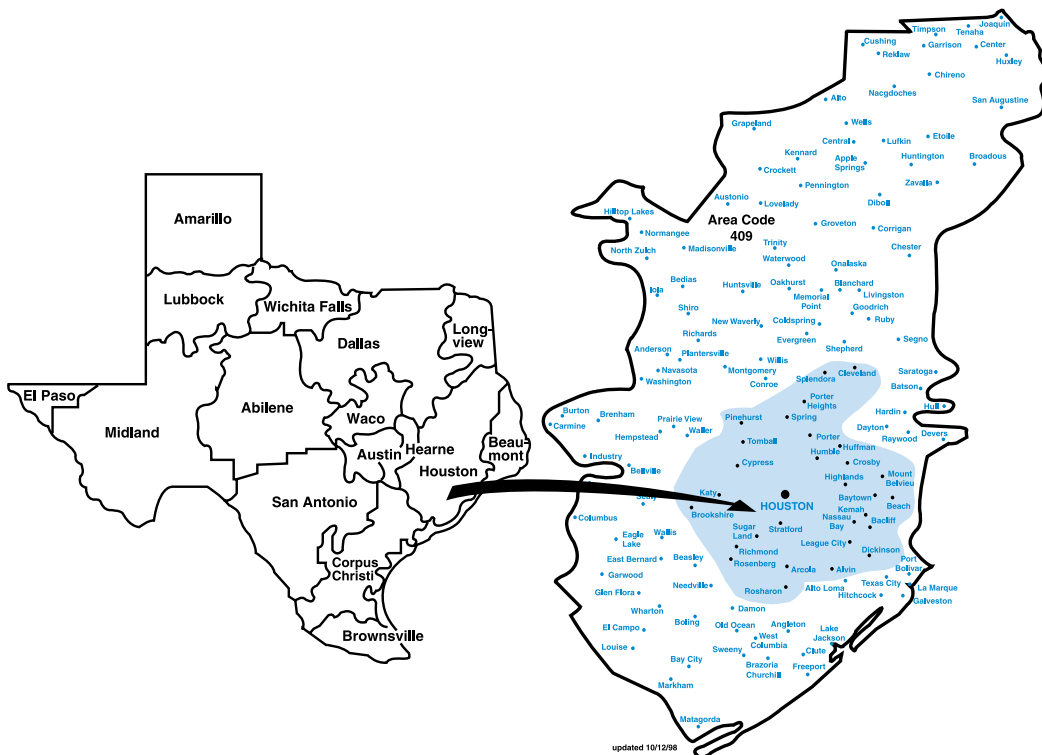 Amarillo
Lubbock
Wichita Falls
Dallas
Long-
view
El Paso
Midland
Abilene
Waco
Hearne
Beau-
mont
Austin
Houston
San Antonio
Corpus
Christi
Brownsville
Joaquin
Timpson
Tenaha
Cushing
Garrison
Center
Reklaw
Huxley
Chireno
Nacgdoches
Alto
San Augustine
Grapeland
Wells
Central
Lufkin
Etoile
Kennard
Apple
Springs
Huntington
Broadous
Crockett
Pennington
Zavalla
Austonio
Lovelady
Diboll
Hilltop Lakes
Area Code
409
Groveton
Corrigan
Normangee
North Zulch
Madisonville
Trinity
Chester
Waterwood
Onalaska
Bedias
Iola
Huntsville
Oakhurst
Blanchard
Memorial
Point
Livingston
Shiro
Goodrich
New Waverly
Coldspring
Ruby
Richards
Evergreen
Segno
Shepherd
Anderson
Plantersville
Willis
Navasota
Montgomery
Saratoga
Washington
Conroe
Splendora
Cleveland
Batson
Porter
Heights
Hull
Burton
Brenham
Prairie View
Pinehurst
Spring
Hardin
Carmine
Hempstead
Waller
Dayton
Devers
Raywood
Tomball
Porter
Huffman
Humble
Industry
Bellville
Cypress
Crosby
Highlands
Mount
Belvieu
Katy
Sealy
HOUSTON
Baytown
Beach
Brookshire
Kemah
Nassau
Bay
Bacliff
Columbus
Stratford
Eagle
Lake
Wallis
Sugar
Land
League City
Richmond
Dickinson
East Bernard
Beasley
Rosenberg
Port
Bolivar
Garwood
Arcola
Alvin
Needville
Rosharon
Alto Loma
Texas City
La Marque
Glen Flora
Hitchcock
Galveston
Wharton
Damon
Boling
El Campo
Old Ocean
Angleton
Lake
Jackson
West
Columbia
Louise
Sweeny
Clute
Bay City
Brazoria
Churchill
Freeport
Markham
Matagorda
updated 10/12/98